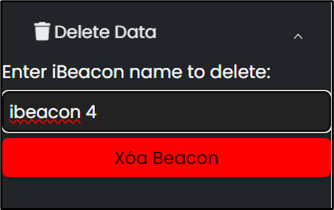 Delete Data
Enter iBeacon name to delete:
ibeacon 4
Xóa Beacon